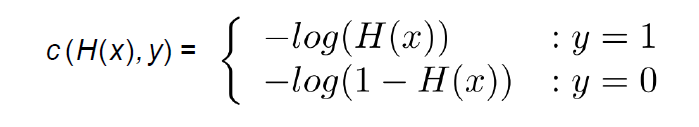 c(H(x), y) = { −log(H(x)) : y = 1
−log(1 − H(x)) : y = 0